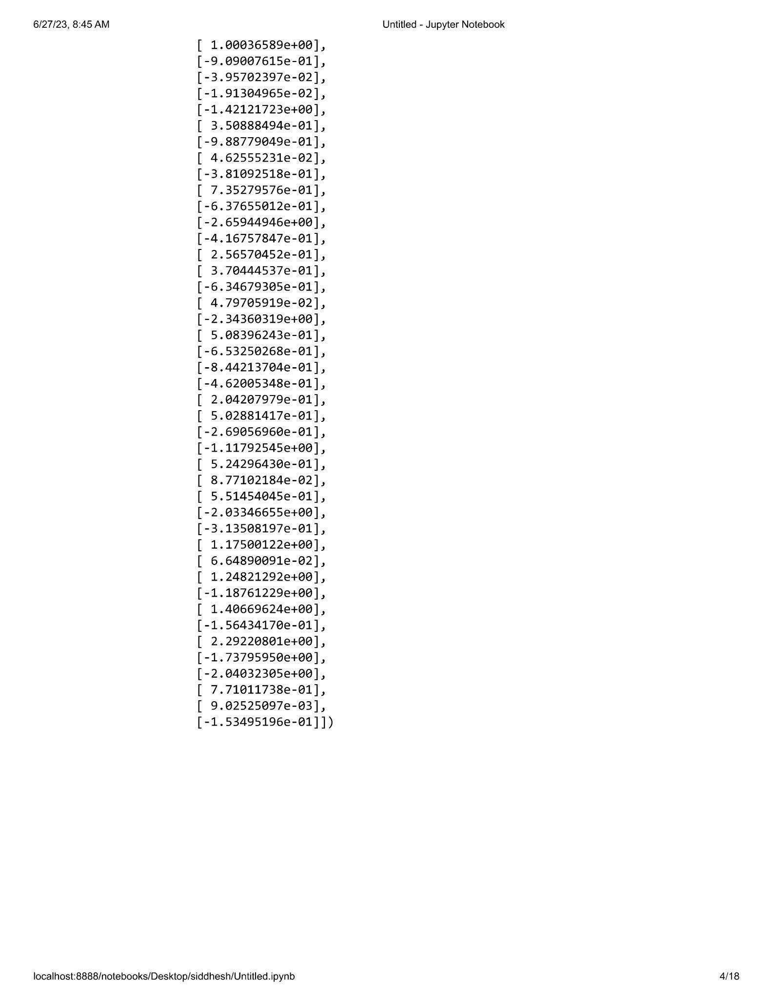 6/27/23, 8:45 AM Untitled - Jupyter Notebook
[ 1.00036589e+00],
[-9.09007615e-01],
[-3.95702397e-02],
[-1.91304965e-02],
[-1.42121723e+00],
[ 3.50888494e-01],
[-9.88779049e-01],
[ 4.62555231e-02],
[-3.81092518e-01],
[ 7.35279576e-01],
[-6.37655012e-01],
[-2.65944946e+00],
[-4.16757847e-01],
[ 2.56570452e-01],
[ 3.70444537e-01],
[-6.34679305e-01],
[ 4.79705919e-02],
[-2.34360319e+00],
[ 5.08396243e-01],
[-6.53250268e-01],
[-8.44213704e-01],
[-4.62005348e-01],
[ 2.04207979e-01],
[ 5.02881417e-01],
[-2.69056960e-01],
[-1.11792545e+00],
[ 5.24296430e-01],
[ 8.77102184e-02],
[ 5.51454045e-01],
[-2.03346655e+00],
[-3.13508197e-01],
[ 1.17500122e+00],
[ 6.64890091e-02],
[ 1.24821292e+00],
[-1.18761229e+00],
[ 1.40669624e+00],
[-1.56434170e-01],
[ 2.29220801e+00],
[-1.73795950e+00],
[-2.04032305e+00],
[ 7.71011738e-01],
[ 9.02525097e-03],
[-1.53495196e-01]])
localhost:8888/notebooks/Desktop/siddhesh/Untitled.ipynb 4/18